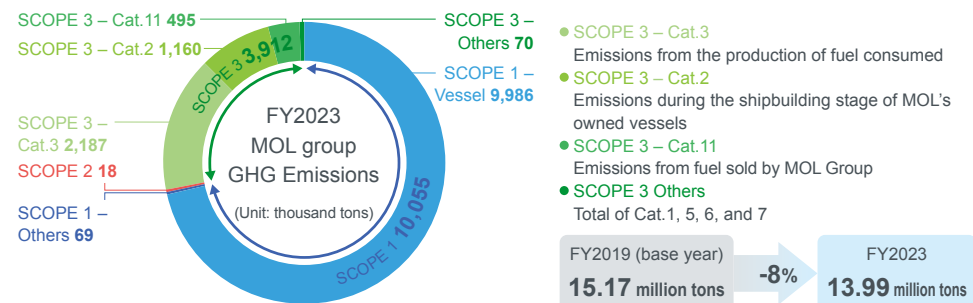 SCOPE 3 – Cat.11 495
SCOPE 3 – Cat.2 1,160
SCOPE 3 –
Cat.3 2,187
SCOPE 2 18
SCOPE 1 –
Others 69
SCOPE 3 3,912
SCOPE 3 –
Others 70
SCOPE 1 –
Vessel 9,986
FY2023
MOL group
GHG Emissions
(Unit: thousand tons)
SCOPE 1 10,055
SCOPE 3 – Cat.3
Emissions from the production of fuel consumed
SCOPE 3 – Cat.2
Emissions during the shipbuilding stage of MOL's
owned vessels
SCOPE 3 – Cat.11
Emissions from fuel sold by MOL Group
SCOPE 3 Others
Total of Cat.1, 5, 6, and 7
FY2019 (base year)
15.17 million tons
-8%
FY2023
13.99 million tons